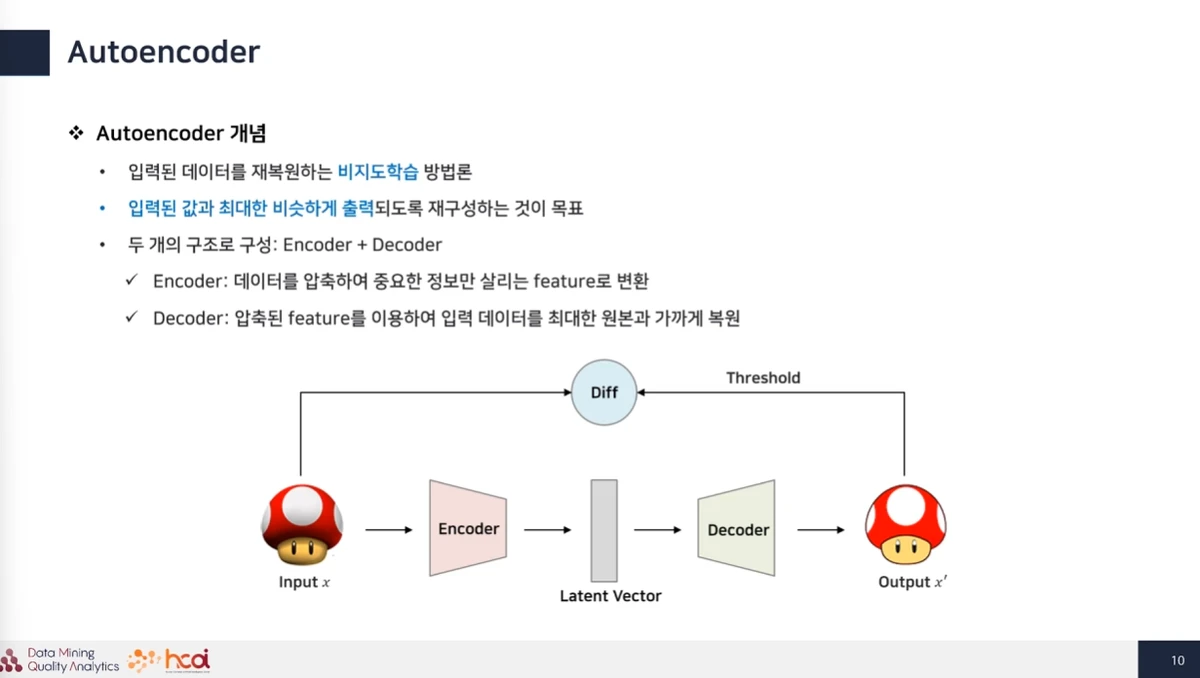 Autoencoder
❖ Autoencoder 개념
• 입력된 데이터를 재복원하는 비지도학습 방법론
• 입력된 값과 최대한 비슷하게 출력되도록 재구성하는 것이 목표
• 두 개의 구조로 구성: Encoder + Decoder
✓ Encoder: 데이터를 압축하여 중요한 정보만 살리는 feature로 변환
✓ Decoder: 압축된 feature를 이용하여 입력 데이터를 최대한 원본과 가까게 복원
Threshold
Diff
Encoder
Decoder
Input x
Output x′
Latent Vector
Data Mining
Quality Analytics
hcai
10